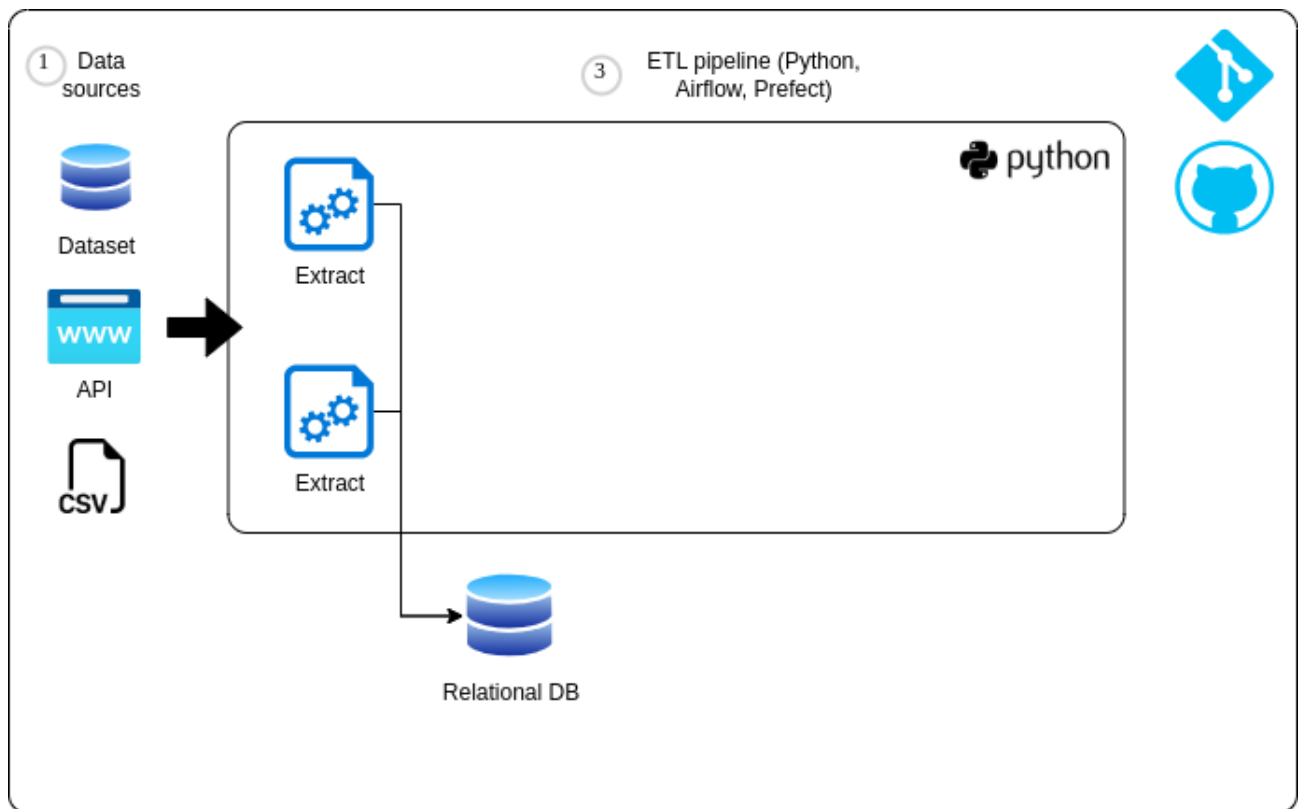 1
Data
sources
3
ETL pipeline (Python,
Airflow, Prefect)
python
Dataset
Extract
www
API
Extract
CSV
Relational DB